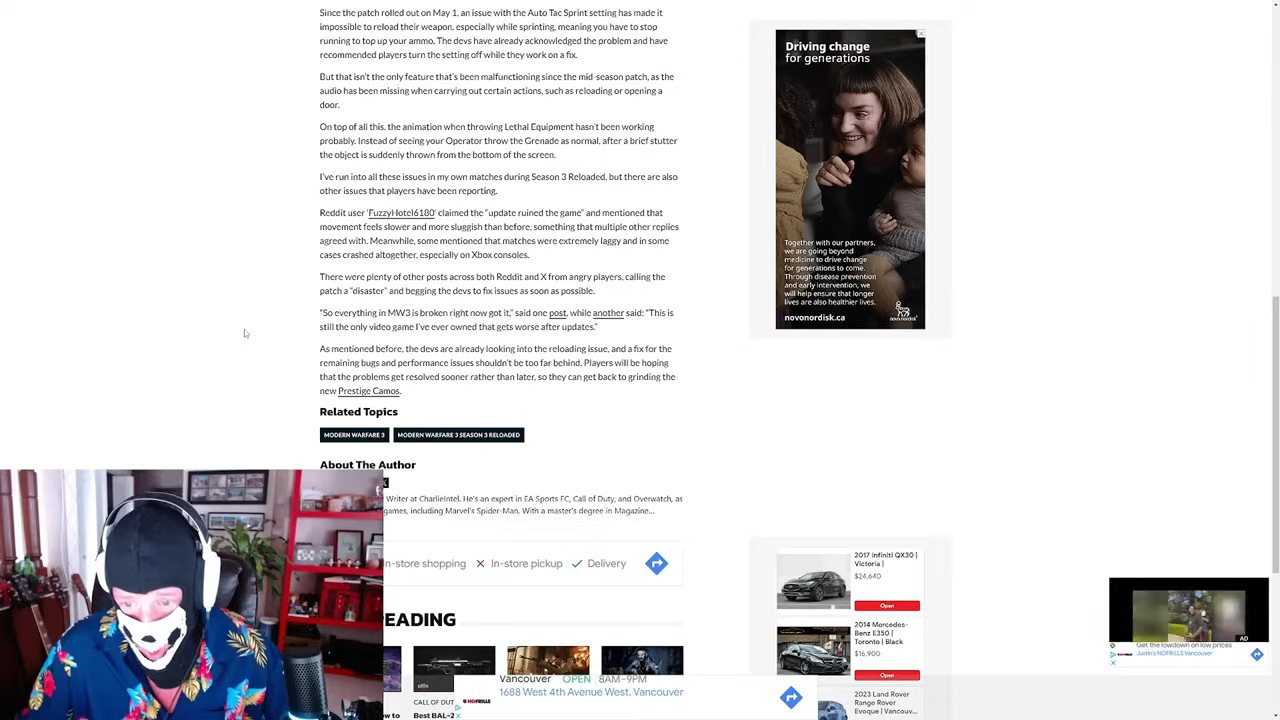 Since the patch rolled out on May 1, an issue with the Auto Tac Sprint setting has made it
impossible to reload their weapon, especially while sprinting, meaning you have to stop
running to top up your ammo. The devs have already acknowledged the problem and have
recommended players turn the setting off while they work on a fix.
But that isn't the only feature that's been malfunctioning since the mid-season patch, as the
audio has been missing when carrying out certain actions, such as reloading or opening a
door.
On top of all this, the animation when throwing Lethal Equipment hasn't been working
probably. Instead of seeing your Operator throw the Grenade as normal, after a brief stutter
the object is suddenly thrown from the bottom of the screen.
I've run into all these issues in my own matches during Season 3 Reloaded, but there are also
other issues that players have been reporting.
Reddit user 'FuzzyHotel6180' claimed the "update ruined the game" and mentioned that
movement feels slower and more sluggish than before, something that multiple other replies
agreed with. Meanwhile, some mentioned that matches were extremely laggy and in some
cases crashed altogether, especially on Xbox consoles.
There were plenty of other posts across both Reddit and X from angry players, calling the
patch a "disaster" and begging the devs to fix issues as soon as possible.
"So everything in MW3 is broken right now got it," said one post, while another said: "This is
still the only video game I've ever owned that gets worse after updates."
As mentioned before, the devs are already looking into the reloading issue, and a fix for the
remaining bugs and performance issues shouldn't be too far behind. Players will be hoping
that the problems get resolved sooner rather than later, so they can get back to grinding the
new Prestige Camos.
Related Topics
MODERN WARFARE 3 MODERN WARFARE 3 SEASON 3 RELOADED
About The Author
Writer at CharlieIntel. He's an expert in EA Sports FC, Call of Duty, and Overwatch, as
games, including Marvel's Spider-Man. With a master's degree in Magazine...
n-store shopping In-store pickup Delivery
EADING
CALL OF DUT
Best BAL-2
w to
Vancouver OPEN 8AM–9PM
1688 West 4th Avenue West, Vancouver
NOFRILLS
Driving change
for generations
Together with our partners,
we are going beyond
medicine to drive change
for generations to come.
Through disease prevention
and early intervention, we
will help ensure that longer
lives are also healthier lives.
novonordisk.ca
novo nordisk
2017 Infiniti QX30 |
Victoria |
$24,640
Open
2014 Mercedes-
Benz E350 |
Toronto | Black
$16,900
Open
2023 Land Rover
Range Rover
Evoque | Vancouv...
AD
Get the lowdown on low prices
Justin's NOFRILLS Vancouver